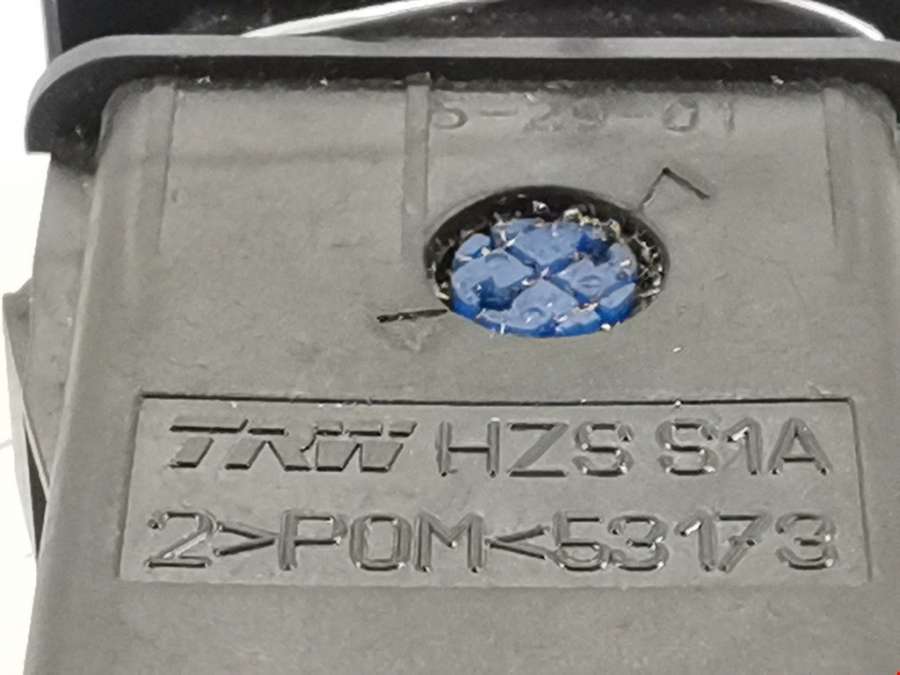 5-29-01
TRW HZS S1A
2>POM<53173